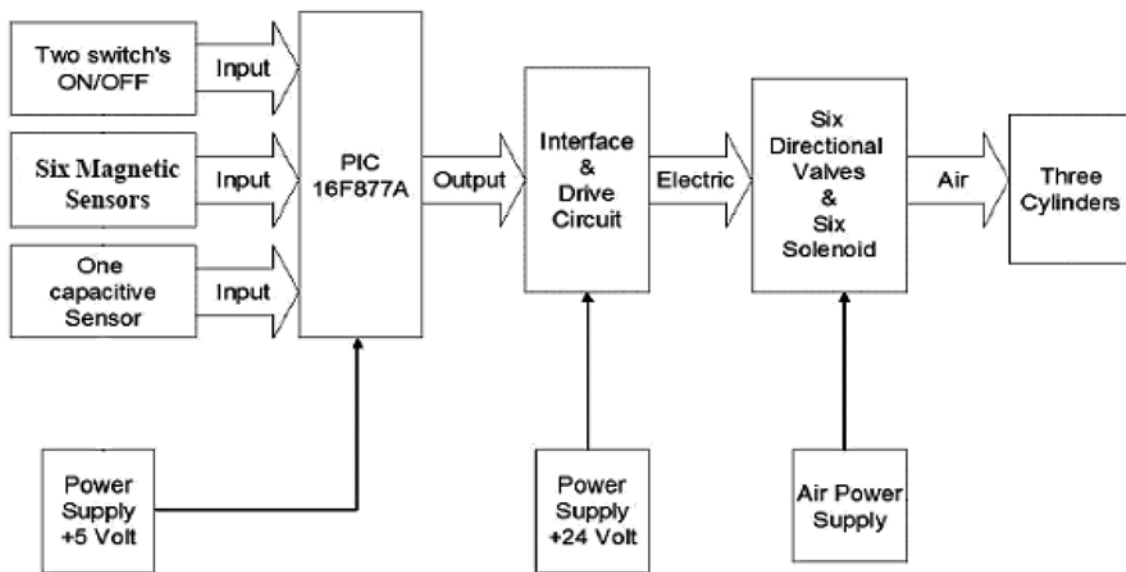 Two switch's
ON/OFF
Input
Six Magnetic
Sensors
Input
One
capacitive
Sensor
Input
PIC
16F877A
Output
Interface
&
Drive
Circuit
Electric
Six
Directional
Valves
&
Six
Solenoid
Air
Three
Cylinders
Power
Supply
+5 Volt
Power
Supply
+24 Volt
Air Power
Supply